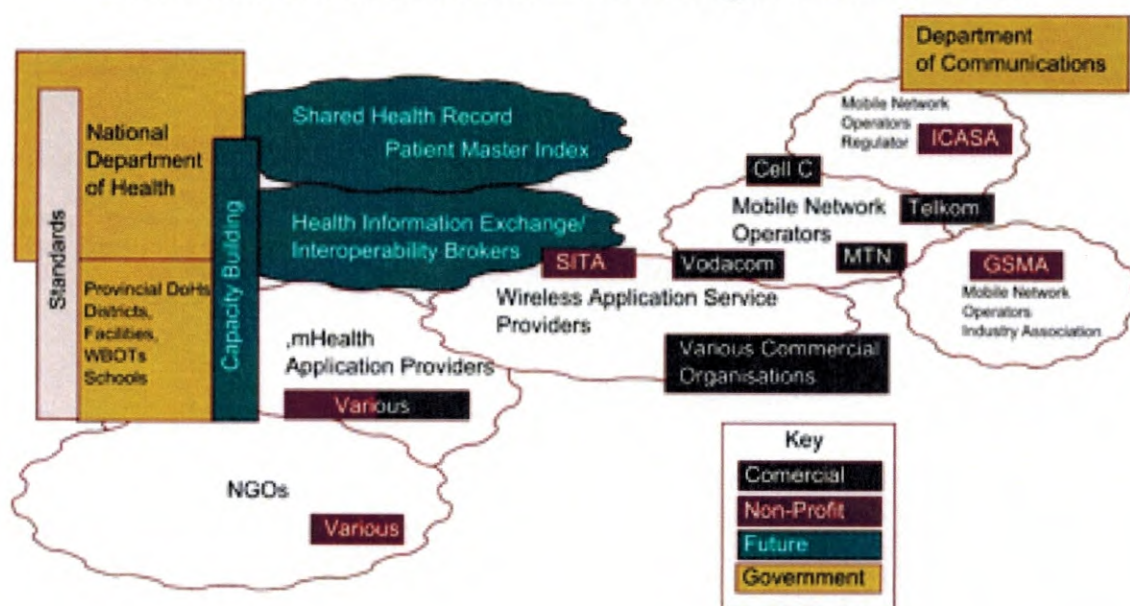 Department
of Communications
Mobile Network
Operators
Regulator
ICASA
National
Department
of Health
Standards
Capacity Building
Shared Health Record
Patient Master Index
Health Information Exchange/
Interoperability Brokers
Cell C
Mobile Network
Operators
Telkom
SITA
Vodacom
MTN
GSMA
Mobile Network
Operators
Industry Association
Provincial DoHs
Districts,
Facilities,
WBOTs
Schools
Wireless Application Service
Providers
,mHealth
Application Providers
Various
Various Commercial
Organisations
NGOs
Various
Key
Comercial
Non-Profit
Future
Government